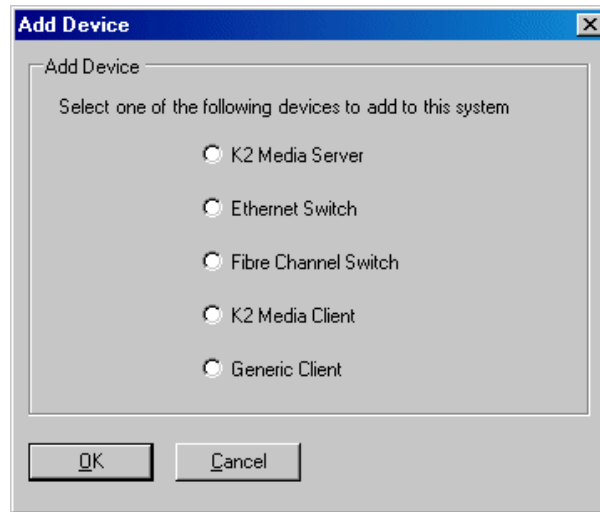 Add Device
Add Device
Select one of the following devices to add to this system
K2 Media Server
Ethernet Switch
Fibre Channel Switch
K2 Media Client
Generic Client
OK
Cancel